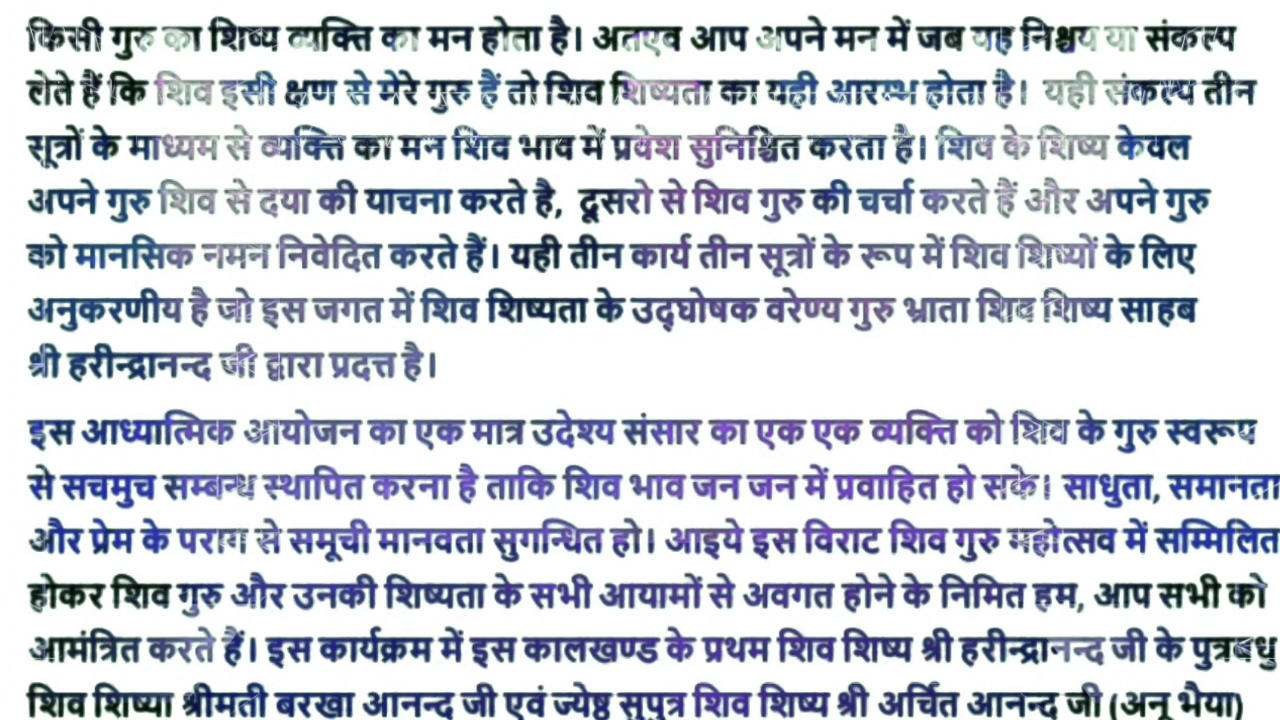 किसी गुरु का शिष्य व्यक्ति का मन होता है। अतएव आप अपने मन में जब यह निश्चय या संकल्प
लेते हैं कि शिव इसी क्षण से मेरे गुरु हैं तो शिव शिष्यता का यही आरम्भ होता है। यही संकल्प तीन
सूत्रों के माध्यम से व्यक्ति का मन शिव भाव में प्रवेश सुनिश्चित करता है। शिव के शिष्य केवल
अपने गुरु शिव से दया की याचना करते है, दूसरो से शिव गुरु की चर्चा करते हैं और अपने गुरु
को मानसिक नमन निवेदित करते हैं। यही तीन कार्य तीन सूत्रों के रूप में शिव शिष्यों के लिए
अनुकरणीय है जो इस जगत में शिव शिष्यता के उद्घोषक वरेण्य गुरु भ्राता शिव शिष्य साहब
श्री हरीन्द्रानन्द जी द्वारा प्रदत्त है।
इस आध्यात्मिक आयोजन का एक मात्र उदेश्य संसार का एक एक व्यक्ति को शिव के गुरु स्वरूप
से सचमुच सम्बन्ध स्थापित करना है ताकि शिव भाव जन जन में प्रवाहित हो सके। साधुता, समानता
और प्रेम के पराग से समूची मानवता सुगन्धित हो। आइये इस विराट शिव गुरु महोत्सव में सम्मिलित
होकर शिव गुरु और उनकी शिष्यता के सभी आयामों से अवगत होने के निमित हम, आप सभी को
आमंत्रित करते हैं। इस कार्यक्रम में इस कालखण्ड के प्रथम शिव शिष्य श्री हरीन्द्रानन्द जी के पुत्रबधु
शिव शिष्या श्रीमती बरखा आनन्द जी एवं ज्येष्ठ सुपुत्र शिव शिष्य श्री अर्चित आनन्द जी (अनु भैया)